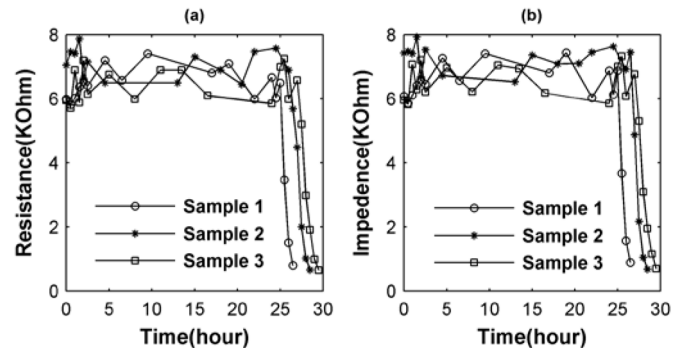 (a)
Resistance(KOhm)
8
6
4
2
0
Sample 1
Sample 2
Sample 3
0 5 10 15 20 25 30
Time(hour)
(b)
Impedence(KOhm)
8
6
4
2
0
Sample 1
Sample 2
Sample 3
0 5 10 15 20 25 30
Time(hour)